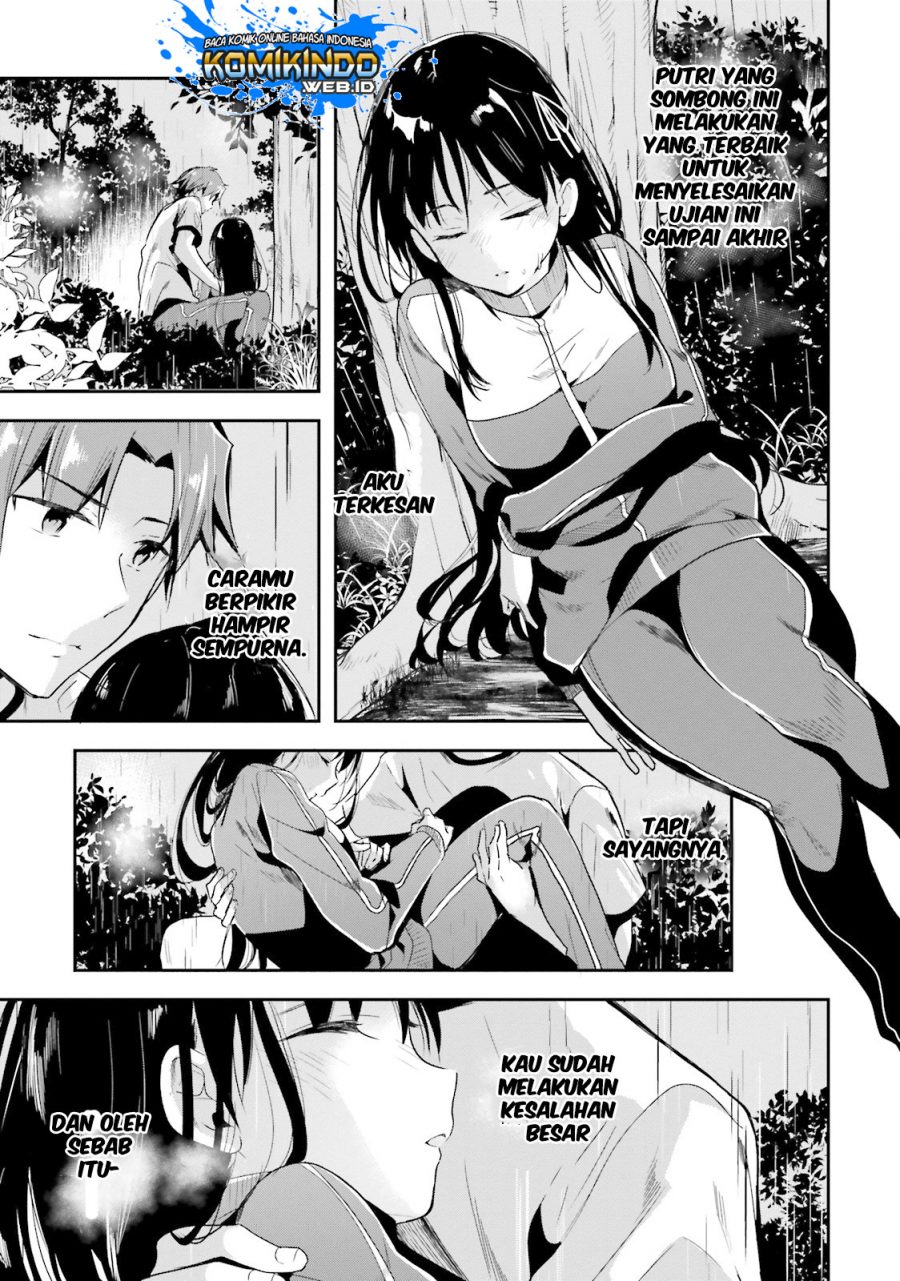 BACA KOMIK ONLINE BAHASA INDONESIA
KOMIKINDO
WEB.ID
PUTRI YANG
SOMBONG INI
MELAKUKAN
YANG TERBAIK
UNTUK
MENYELESAIKAN
UJIAN INI
SAMPAI AKHIR
AKU
TERKESAN
CARAMU
BERPIKIR
HAMPIR
SEMPURNA.
TAPI
SAYANGNYA,
KAU SUDAH
MELAKUKAN
KESALAHAN
BESAR
DAN OLEH
SEBAB
ITU-